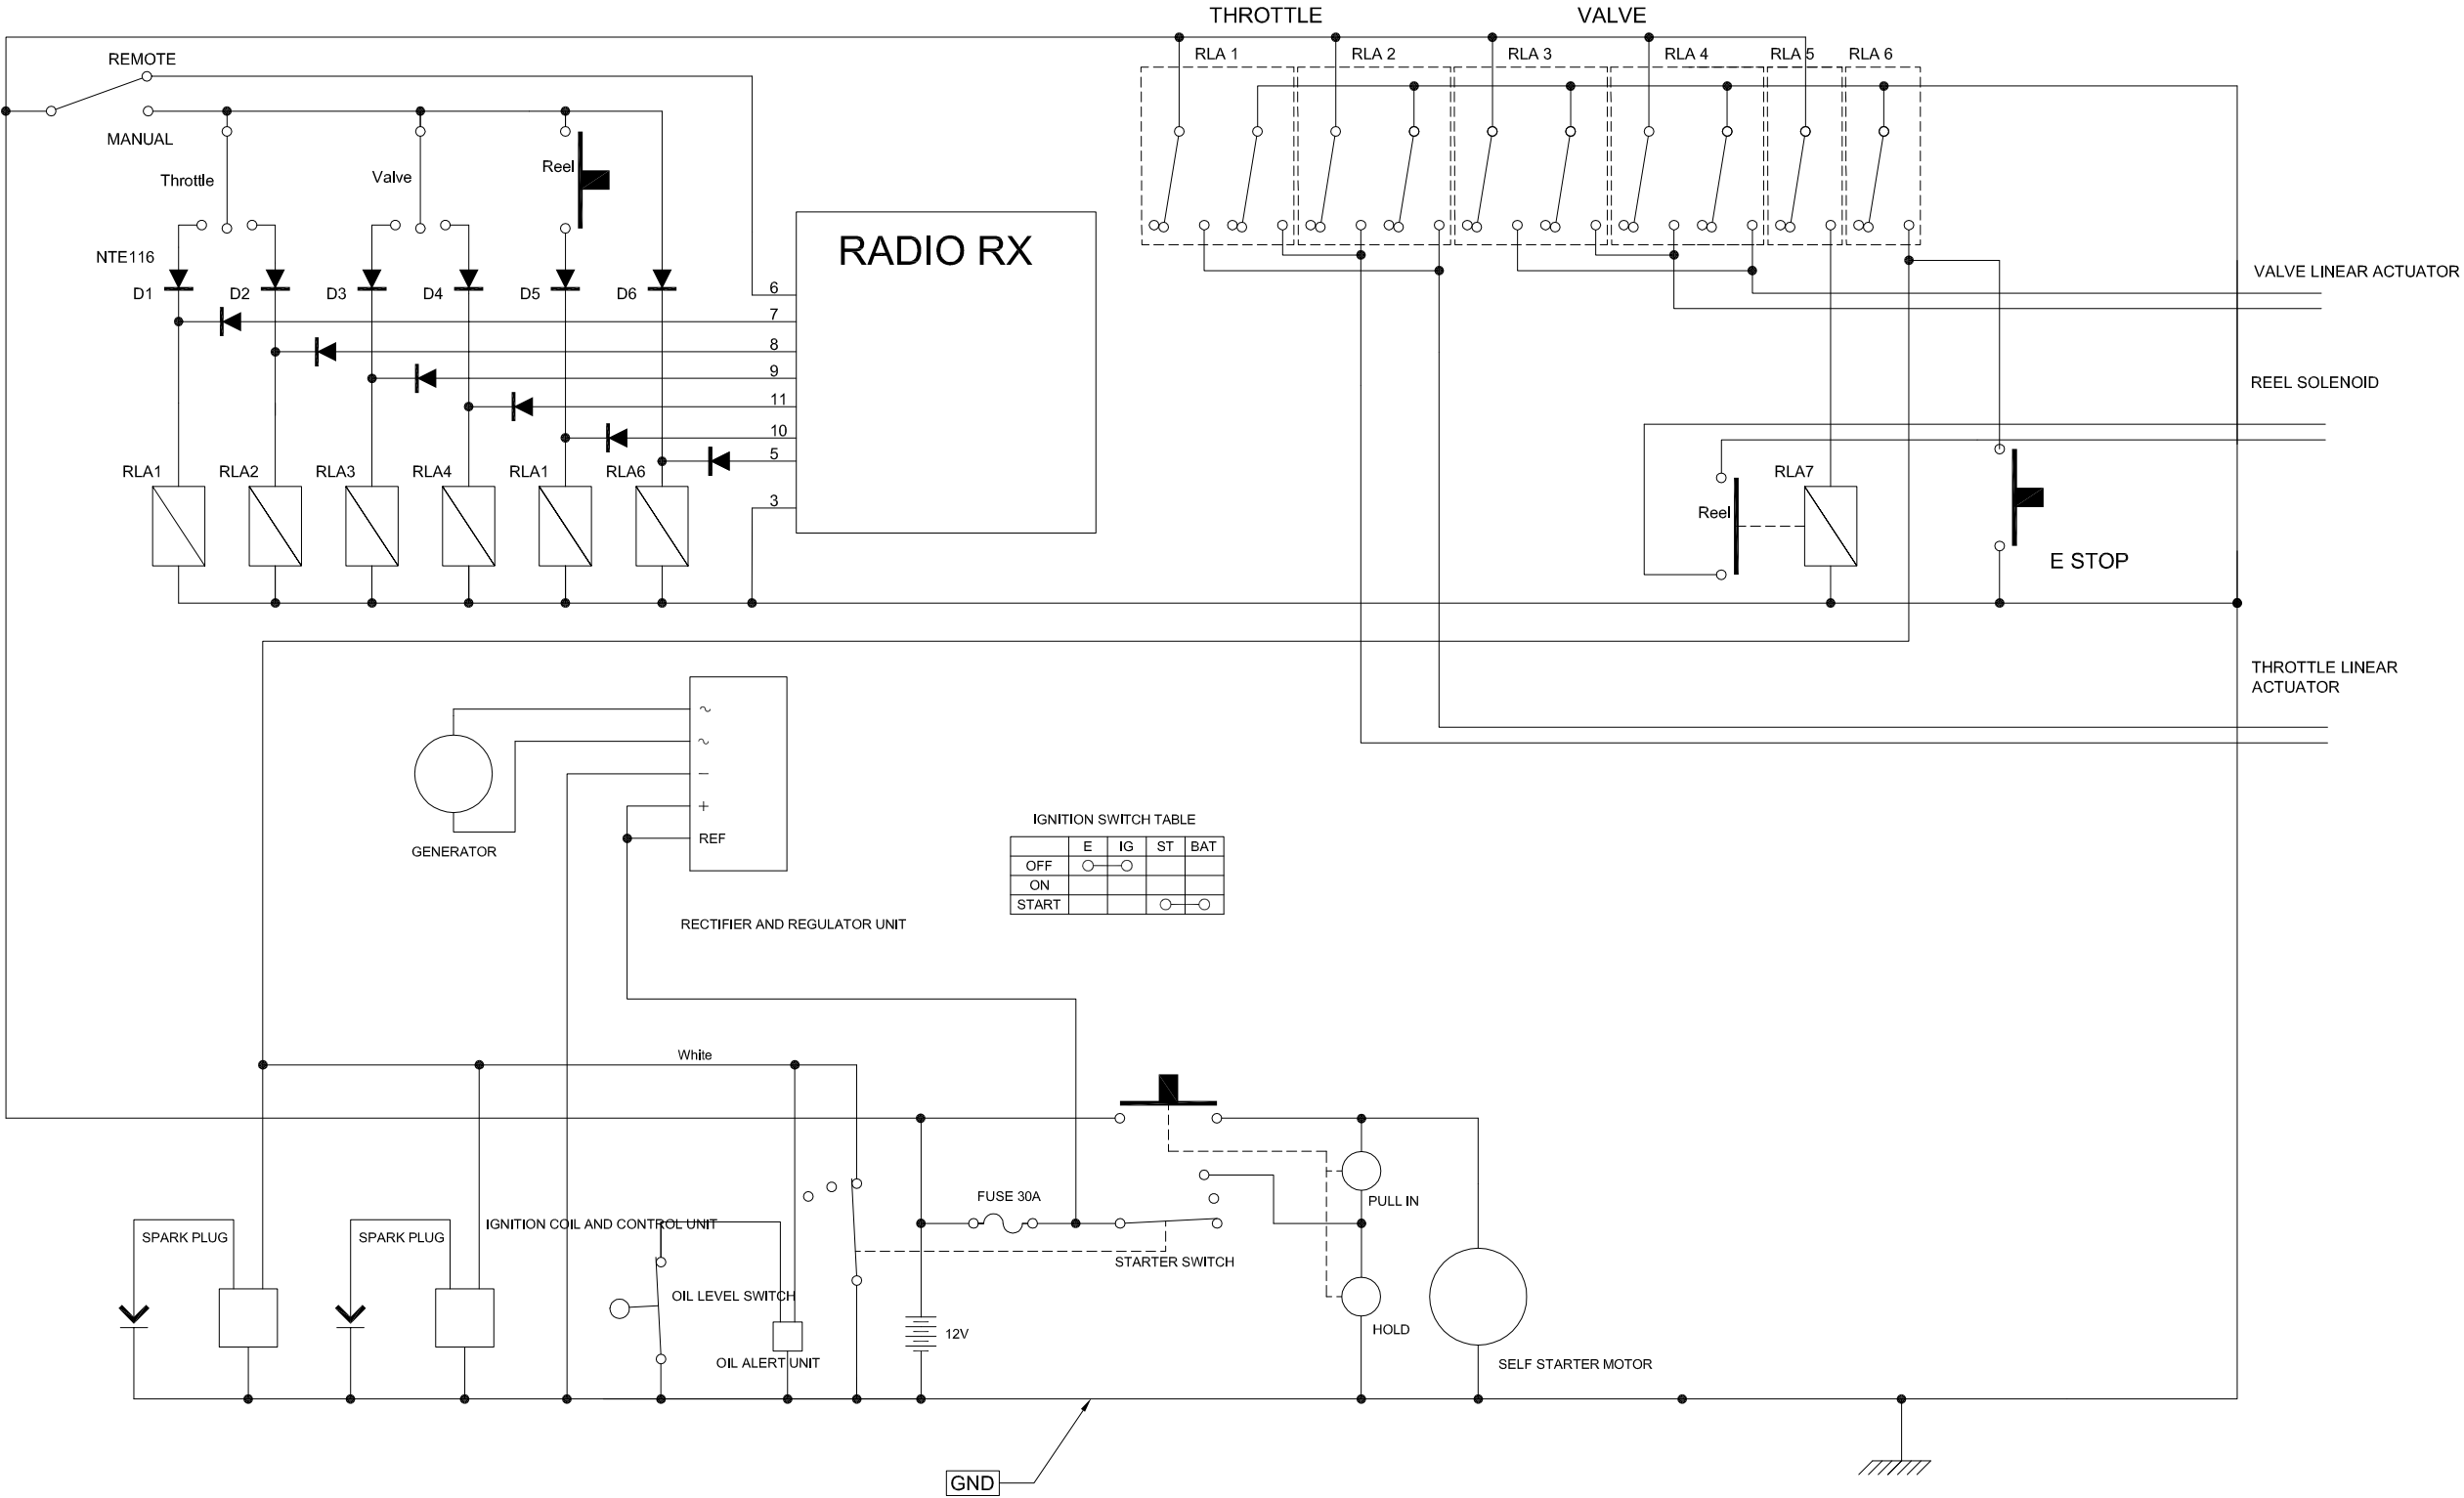 THROTTLE VALVE
RLA 1 RLA 2 RLA 3 RLA 4 RLA 5 RLA 6
REMOTE
MANUAL
Throttle
Valve
Reel
NTE116
D1 D2 D3 D4 D5 D6
RADIO RX
6
7
8
9
11
10
5
3
RLA1 RLA2 RLA3 RLA4 RLA1 RLA6
VALVE LINEAR ACTUATOR
REEL SOLENOID
RLA7
Reel
E STOP
THROTTLE LINEAR
ACTUATOR
~
~
−
+
REF
GENERATOR
RECTIFIER AND REGULATOR UNIT
IGNITION SWITCH TABLE
E IG ST BAT
OFF
ON
START
White
FUSE 30A
PULL IN
SPARK PLUG
SPARK PLUG
IGNITION COIL AND CONTROL UNIT
STARTER SWITCH
OIL LEVEL SWITCH
12V
HOLD
OIL ALERT UNIT
SELF STARTER MOTOR
GND